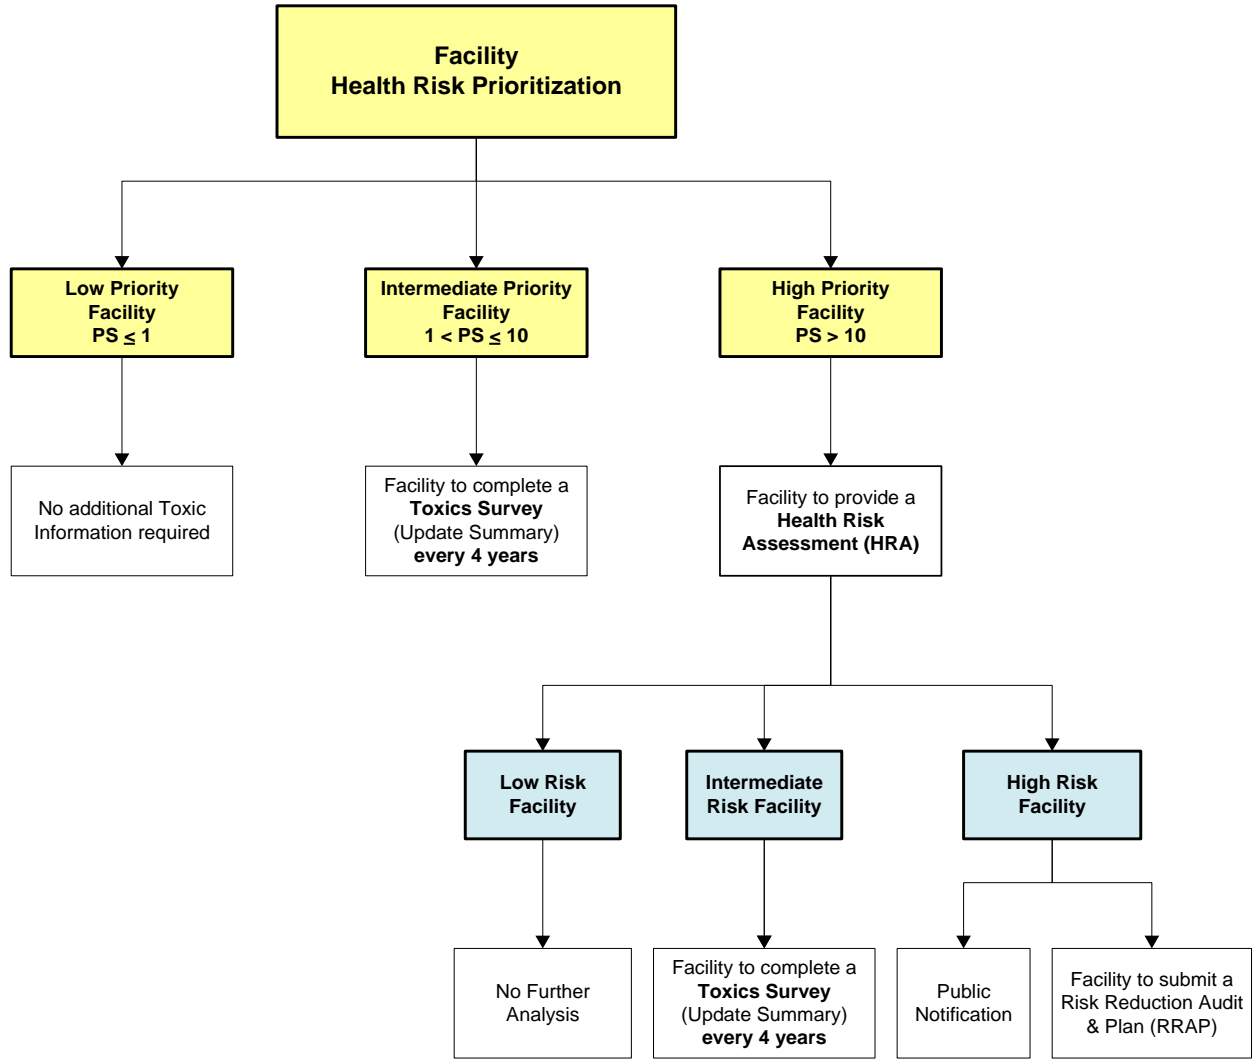 Facility
Health Risk Prioritization
Low Priority
Facility
PS ≤ 1
Intermediate Priority
Facility
1 < PS ≤ 10
High Priority
Facility
PS > 10
No additional Toxic
Information required
Facility to complete a
Toxics Survey
(Update Summary)
every 4 years
Facility to provide a
Health Risk
Assessment (HRA)
Low Risk
Facility
Intermediate
Risk Facility
High Risk
Facility
No Further
Analysis
Facility to complete a
Toxics Survey
(Update Summary)
every 4 years
Public
Notification
Facility to submit a
Risk Reduction Audit
& Plan (RRAP)